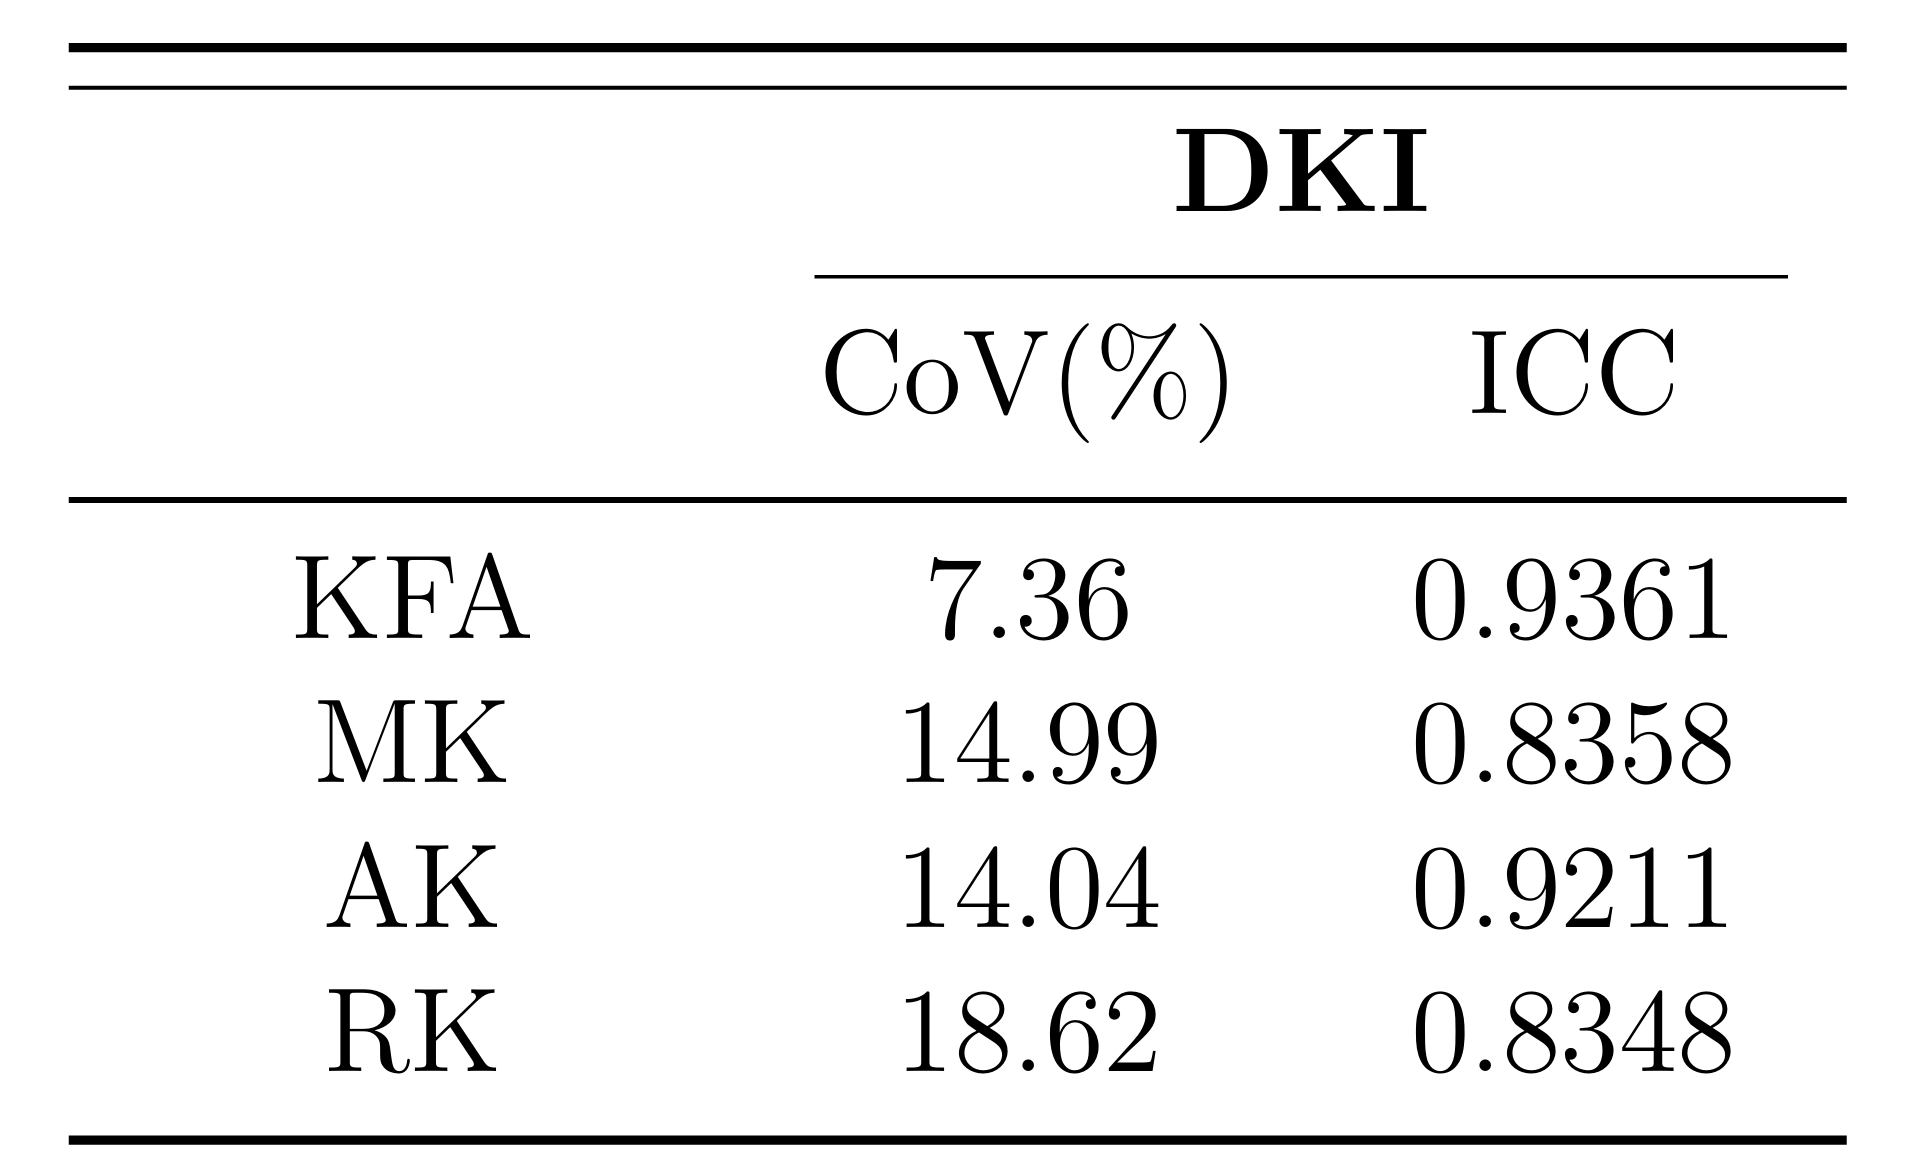 DKI
CoV(%) ICC
KFA 7.36 0.9361
MK 14.99 0.8358
AK 14.04 0.9211
RK 18.62 0.8348